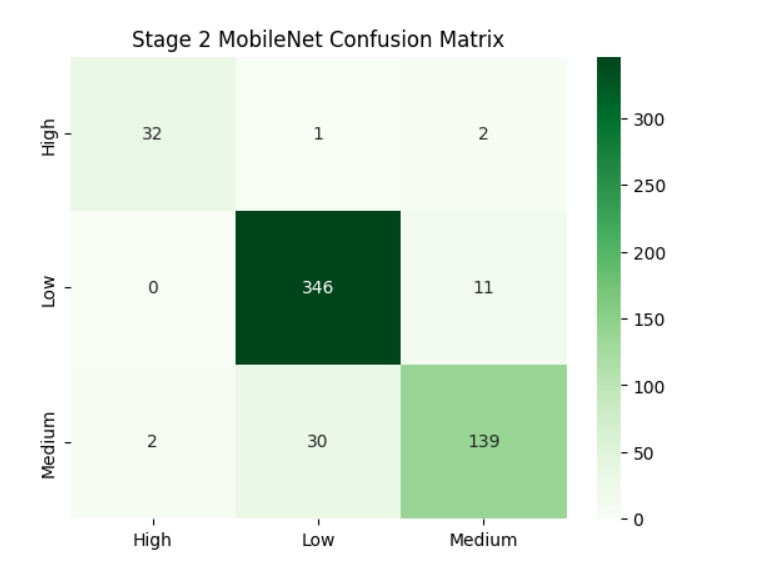 Stage 2 MobileNet Confusion Matrix
High 32 1 2
Low 0 346 11
Medium 2 30 139
High Low Medium
300
250
200
150
100
50
0